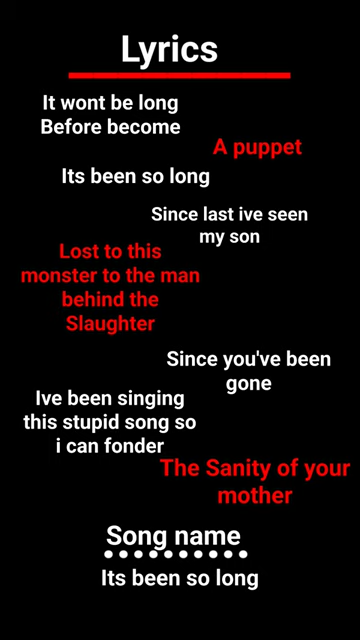 Lyrics
It wont be long
Before become
A puppet
Its been so long
Since last ive seen
my son
Lost to this
monster to the man
behind the
Slaughter
Since you've been
gone
Ive been singing
this stupid song so
i can fonder
The Sanity of your
mother
Song name
Its been so long